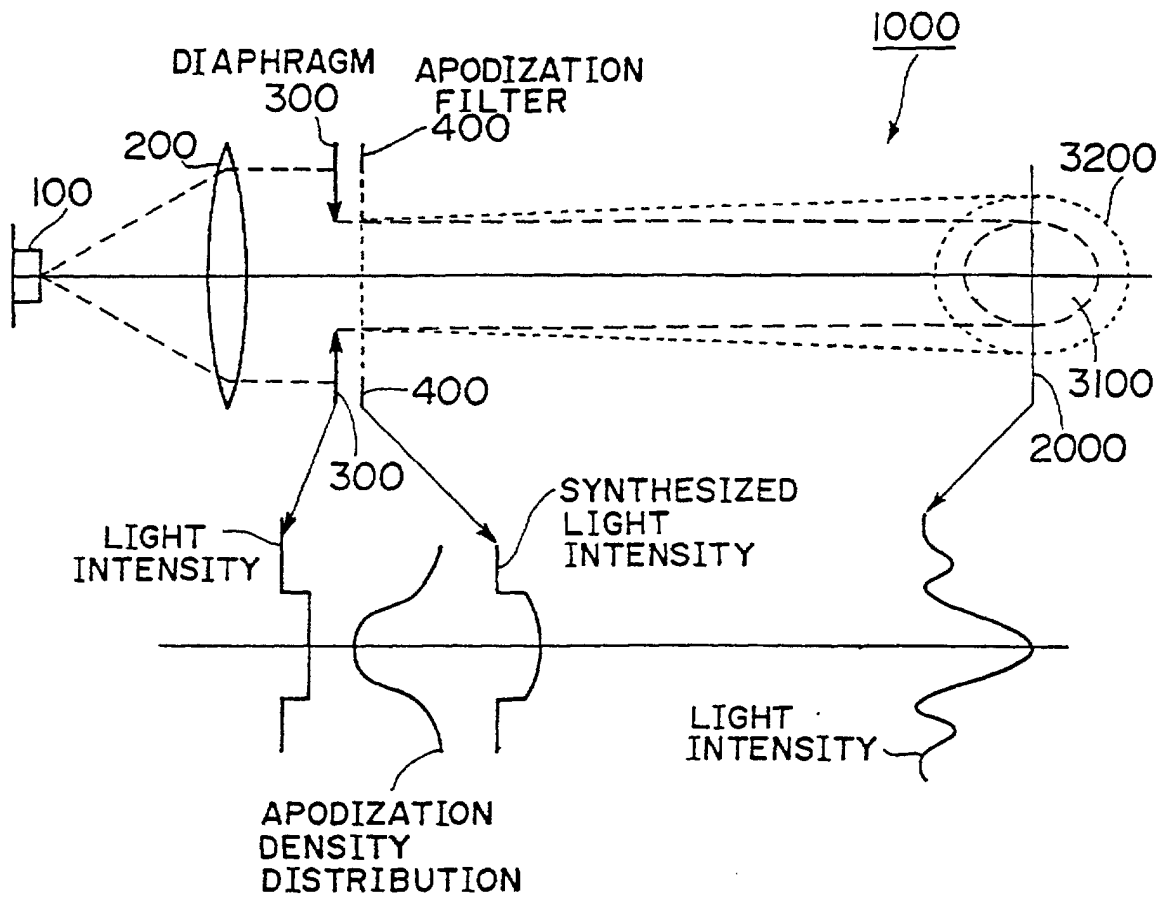 1000
DIAPHRAGM
300
APODIZATION
FILTER
400
200
100
3200
3100
2000
400
300
LIGHT
INTENSITY
SYNTHESIZED
LIGHT
INTENSITY
LIGHT
INTENSITY
APODIZATION
DENSITY
DISTRIBUTION